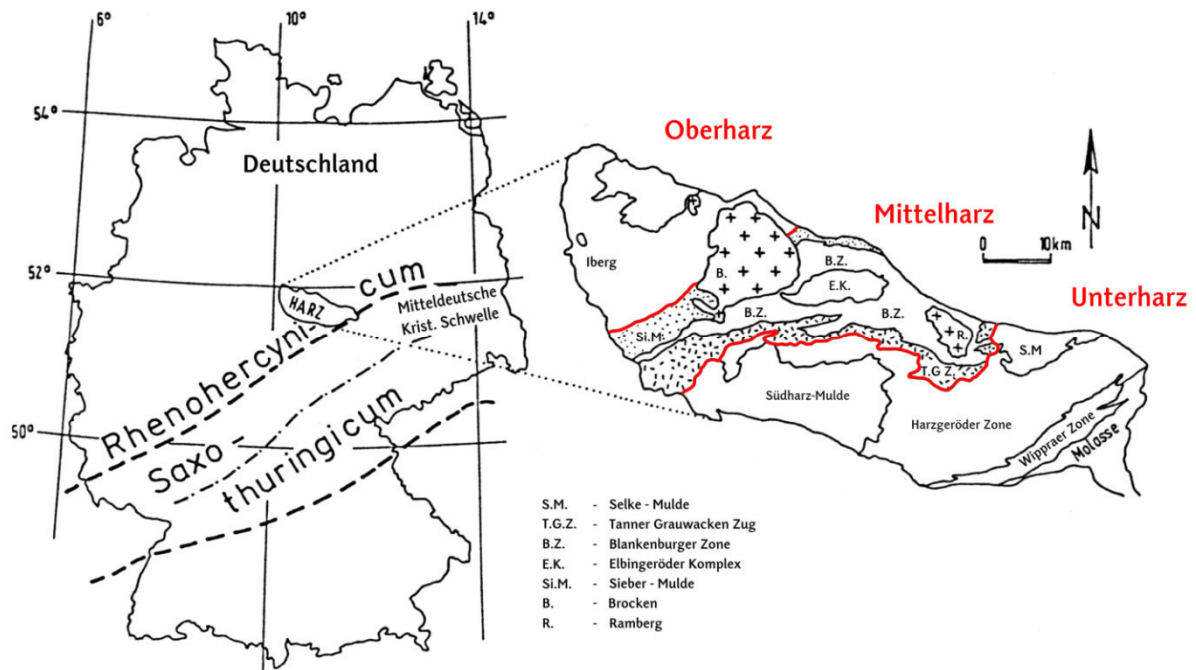 6°
10°
14°
54°
Deutschland
52°
HARZ
Rhenohercyni-
cum
Mitteldeutsche
Krist. Schwelle
50°
Saxo
thuringicum
Oberharz
Mittelharz
Unterharz
N
0 10km
Iberg
B.
B.Z.
E.K.
Si.M.
B.Z.
B.Z.
R.
S.M
T.G Z.
Südharz-Mulde
Harzgeröder Zone
Wippraer Zone
Molasse
S.M. - Selke - Mulde
T.G.Z. - Tanner Grauwacken Zug
B.Z. - Blankenburger Zone
E.K. - Elbingeröder Komplex
Si.M. - Sieber - Mulde
B. - Brocken
R. - Ramberg